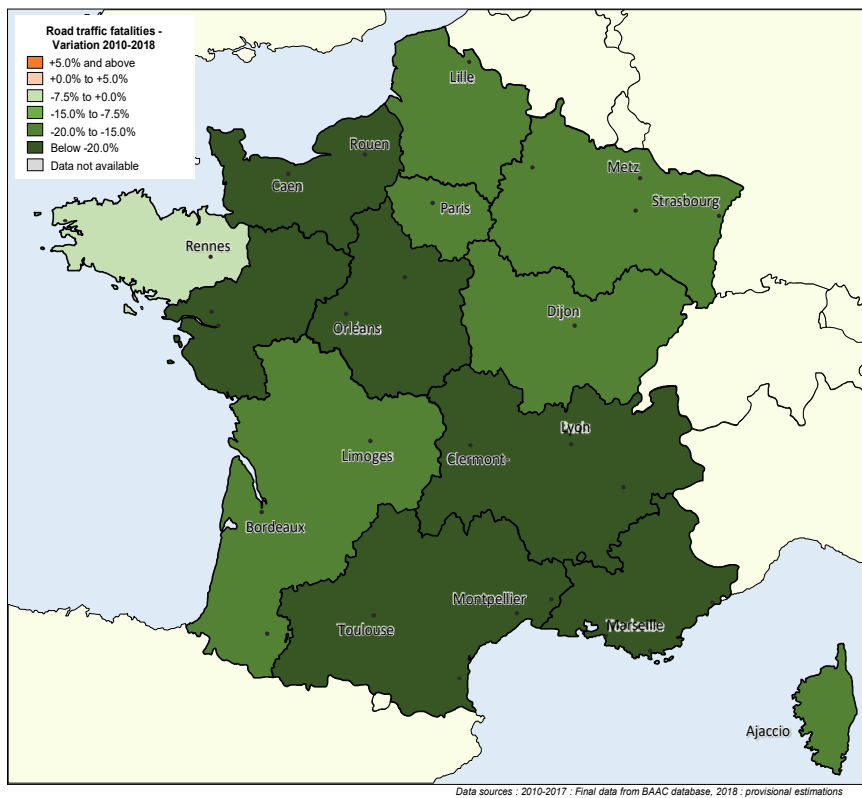 Road traffic fatalities -
Variation 2010-2018
+5.0% and above
+0.0% to +5.0%
-7.5% to +0.0%
-15.0% to -7.5%
-20.0% to -15.0%
Below -20.0%
Data not available
Lille
Rouen
Caen
Metz
Strasbourg
Paris
Rennes
Orléans
Dijon
Lyon
Limoges
Clermont-
Bordeaux
Montpellier
Toulouse
Marseille
Ajaccio
Data sources : 2010-2017 : Final data from BAAC database, 2018 : provisional estimations